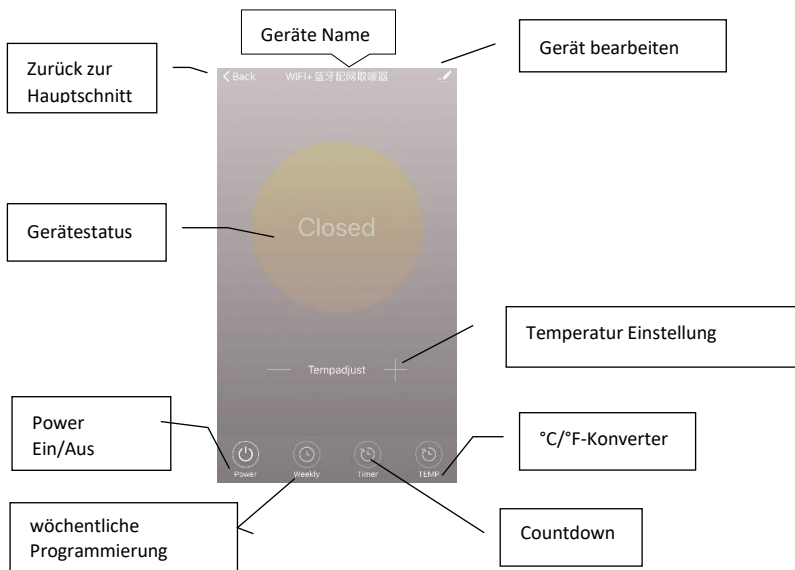 Geräte Name
Gerät bearbeiten
Zurück zur
Hauptschnitt
Back
WIFI+蓝牙配网取暖器
Gerätestatus
Closed
Temperatur Einstellung
Tempadjust
Power
Ein/Aus
°C/°F-Konverter
Power
Weekly
Timer
TEMP
wöchentliche
Programmierung
Countdown